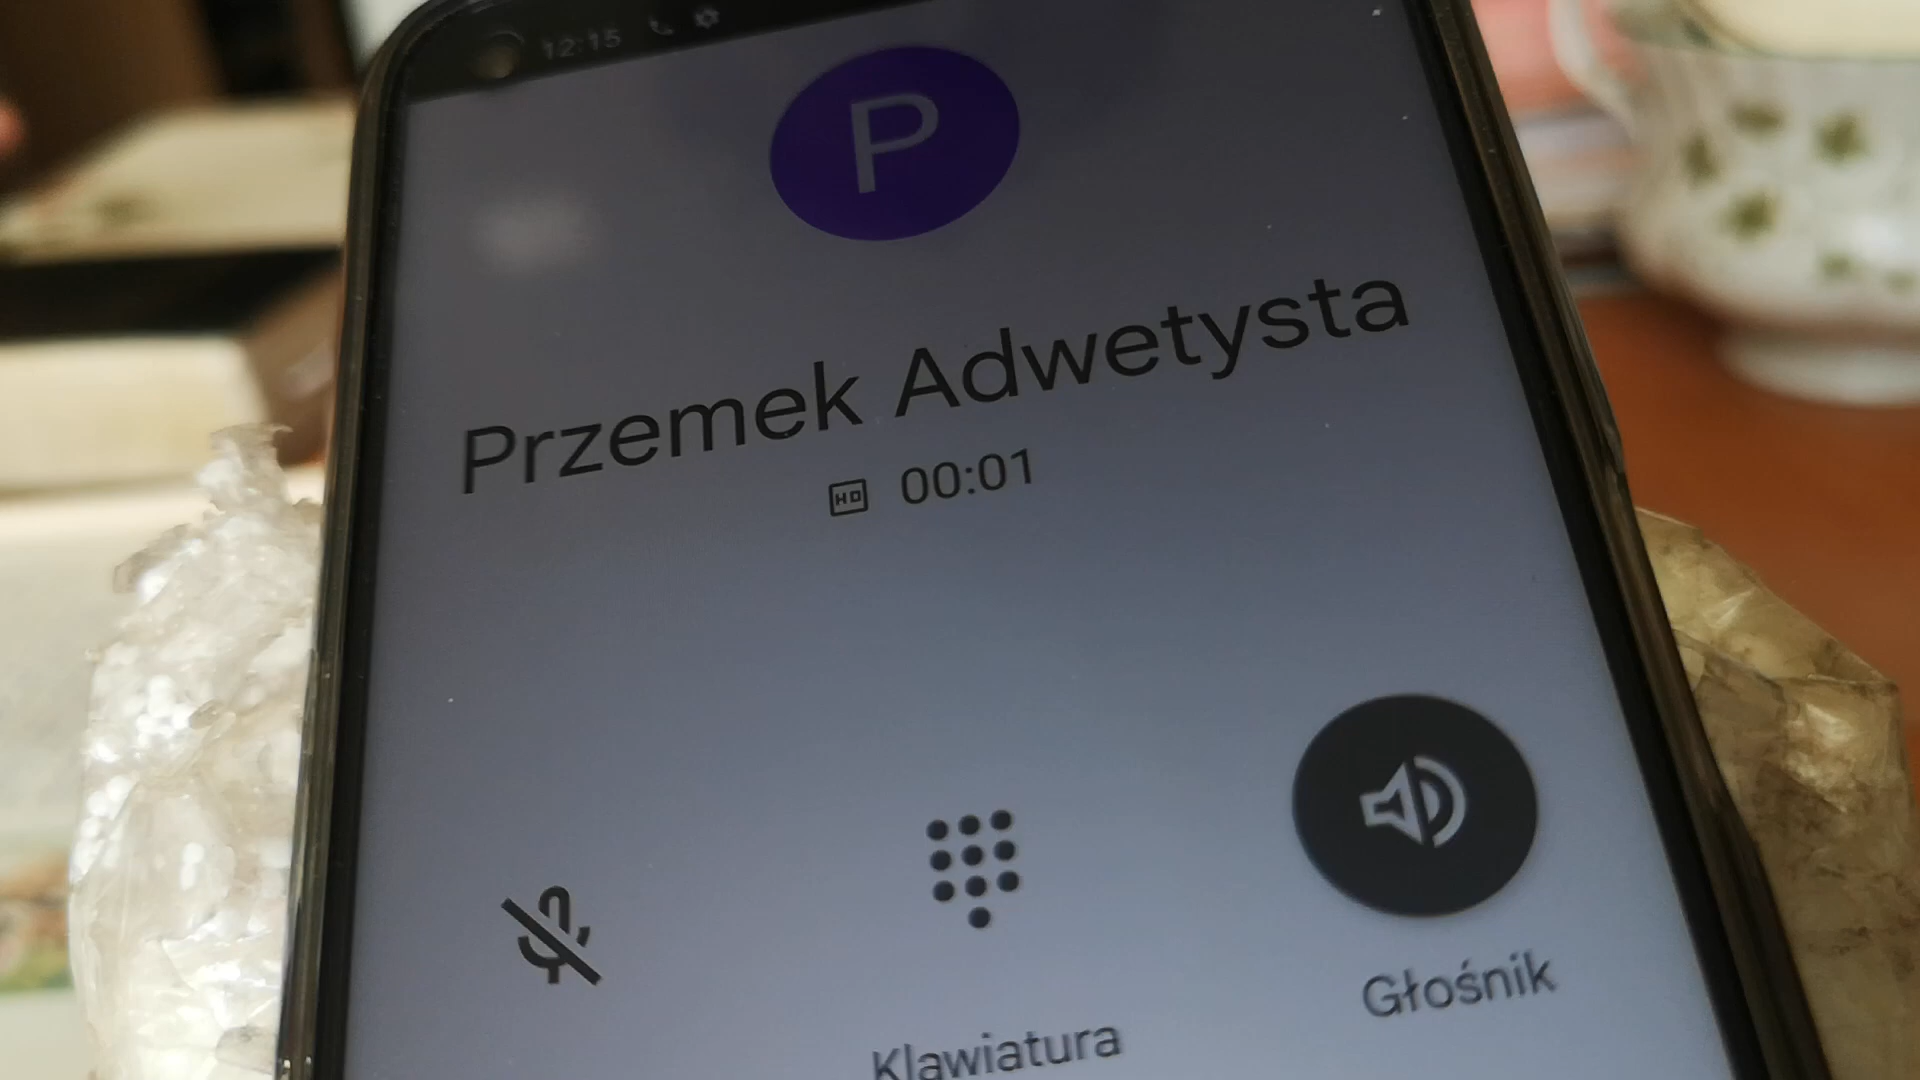 12:15
P
Przemek Adwetysta
HD 00:01
Klawiatura
Głośnik